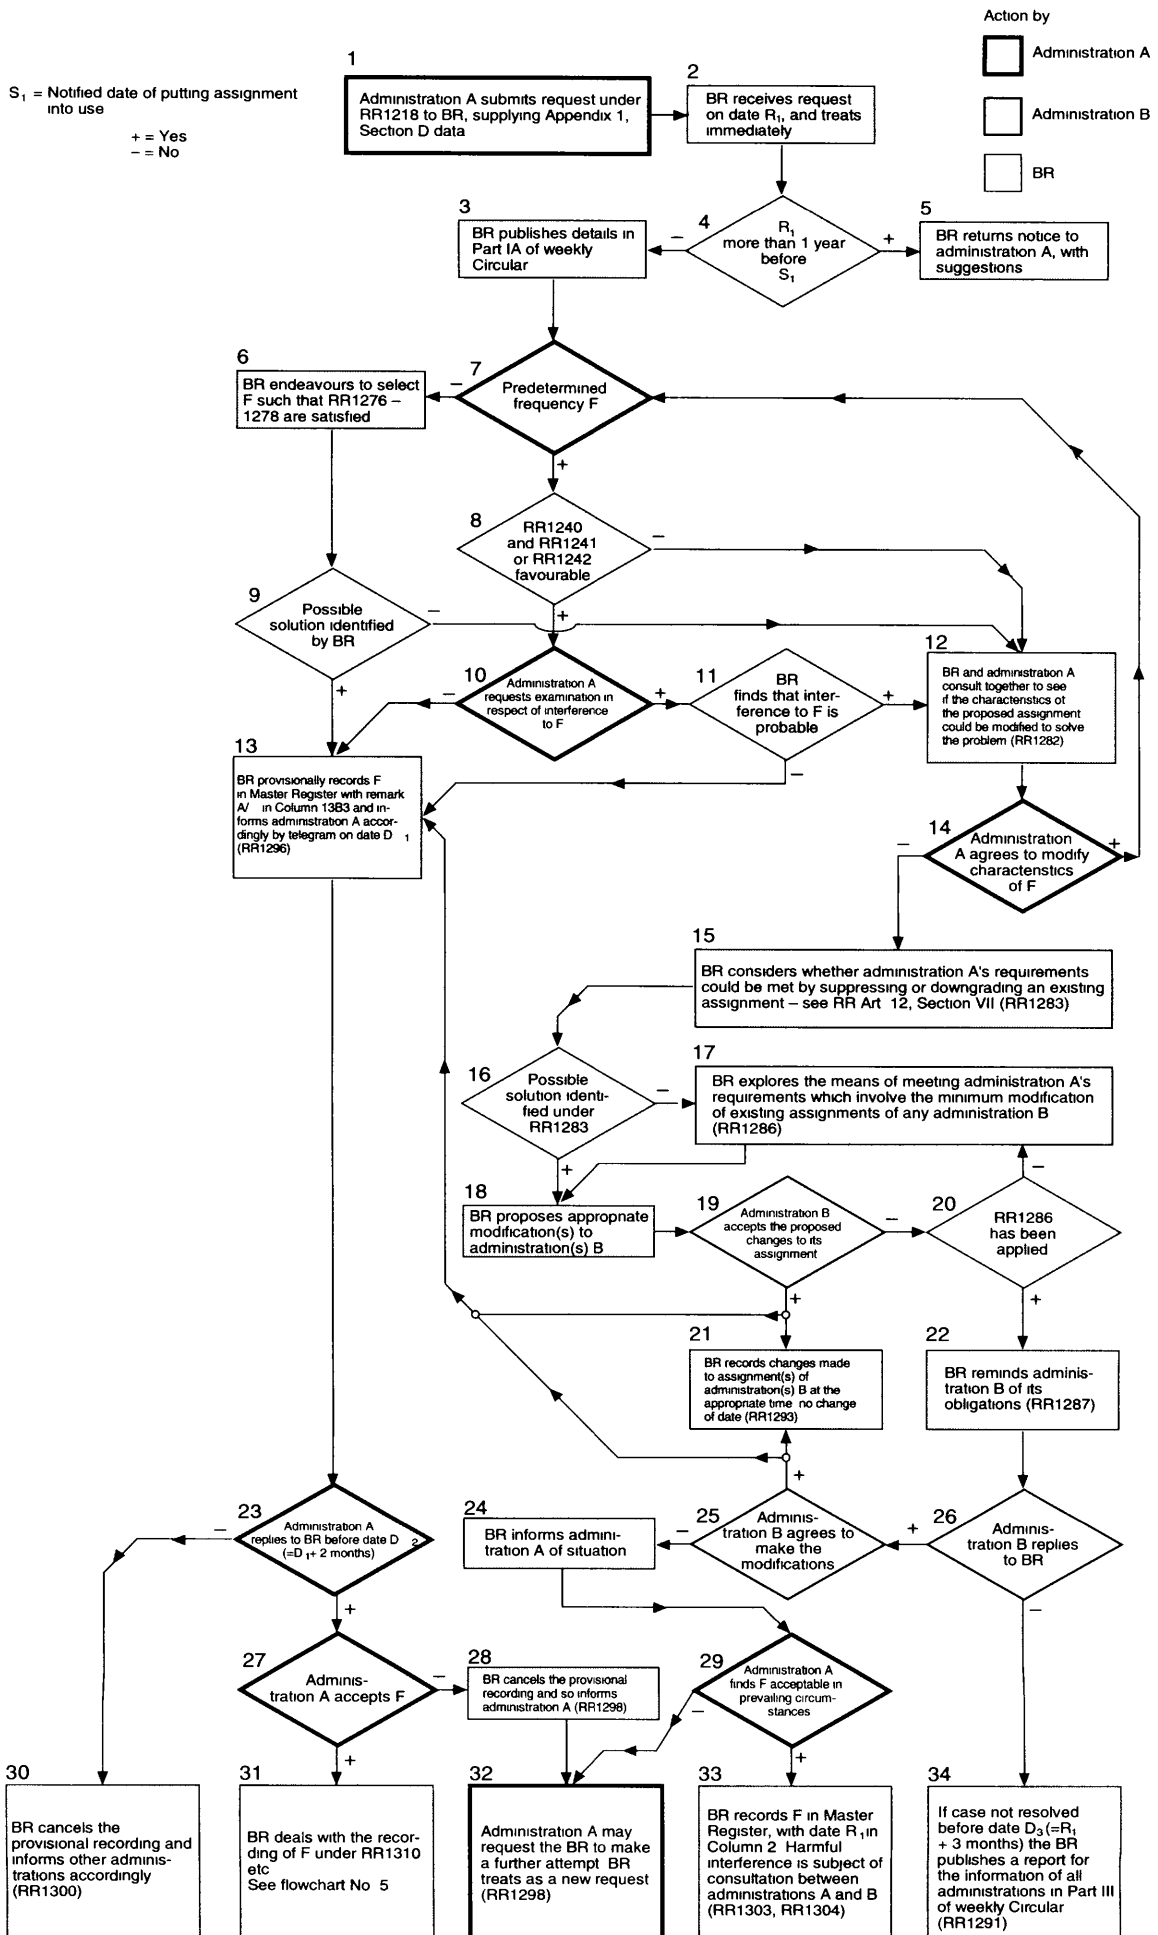 Action by
Administration A
Administration B
BR
S1 = Notified date of putting assignment
into use
+ = Yes
– = No
1
Administration A submits request under
RR1218 to BR, supplying Appendix 1,
Section D data
2
BR receives request
on date R1, and treats
immediately
3
BR publishes details in
Part IA of weekly
Circular
–
4
R1
more than 1 year
before
S1
+
5
BR returns notice to
administration A, with
suggestions
6
BR endeavours to select
F such that RR1276 –
1278 are satisfied
–
7
Predetermined
frequency F
+
8
RR1240
and RR1241
or RR1242
favourable
–
+
9
Possible
solution identified
by BR
–
+
10
Administration A
requests examination in
respect of interference
to F
–
+
11
BR
finds that inter-
ference to F is
probable
+
–
12
BR and administration A
consult together to see
if the characteristics of
the proposed assignment
could be modified to solve
the problem (RR1282)
13
BR provisionally records F
in Master Register with remark
A/ in Column 13B3 and in-
forms administration A accor-
dingly by telegram on date D 1
(RR1296)
14
Administration
A agrees to modify
characteristics
of F
–
+
15
BR considers whether administration A's requirements
could be met by suppressing or downgrading an existing
assignment – see RR Art 12, Section VII (RR1283)
16
Possible
solution identi-
fied under
RR1283
–
+
17
BR explores the means of meeting administration A's
requirements which involve the minimum modification
of existing assignments of any administration B
(RR1286)
18
BR proposes appropriate
modification(s) to
administration(s) B
19
Administration B
accepts the proposed
changes to its
assignment
–
+
20
RR1286
has been
applied
–
+
21
BR records changes made
to assignment(s) of
administration(s) B at the
appropriate time no change
of date (RR1293)
22
BR reminds adminis-
tration B of its
obligations (RR1287)
23
Administration A
replies to BR before date D 2
(=D 1+ 2 months)
–
+
24
BR informs admini-
tration A of situation
–
25
Adminis-
tration B agrees to
make the
modifications
+
+
26
Adminis-
tration B replies
to BR
–
27
Adminis-
tration A accepts F
–
+
28
BR cancels the provisional
recording and so informs
administration A (RR1298)
29
Administration A
finds F acceptable in
prevailing circum-
stances
–
+
30
BR cancels the
provisional recording and
informs other adminis-
trations accordingly
(RR1300)
31
BR deals with the recor-
ding of F under RR1310
etc
See flowchart No 5
32
Administration A may
request the BR to make
a further attempt BR
treats as a new request
(RR1298)
33
BR records F in Master
Register, with date R1 in
Column 2 Harmful
interference is subject of
consultation between
administrations A and B
(RR1303, RR1304)
34
If case not resolved
before date D3 (=R1
+ 3 months) the BR
publishes a report for
the information of all
administrations in Part III
of weekly Circular
(RR1291)